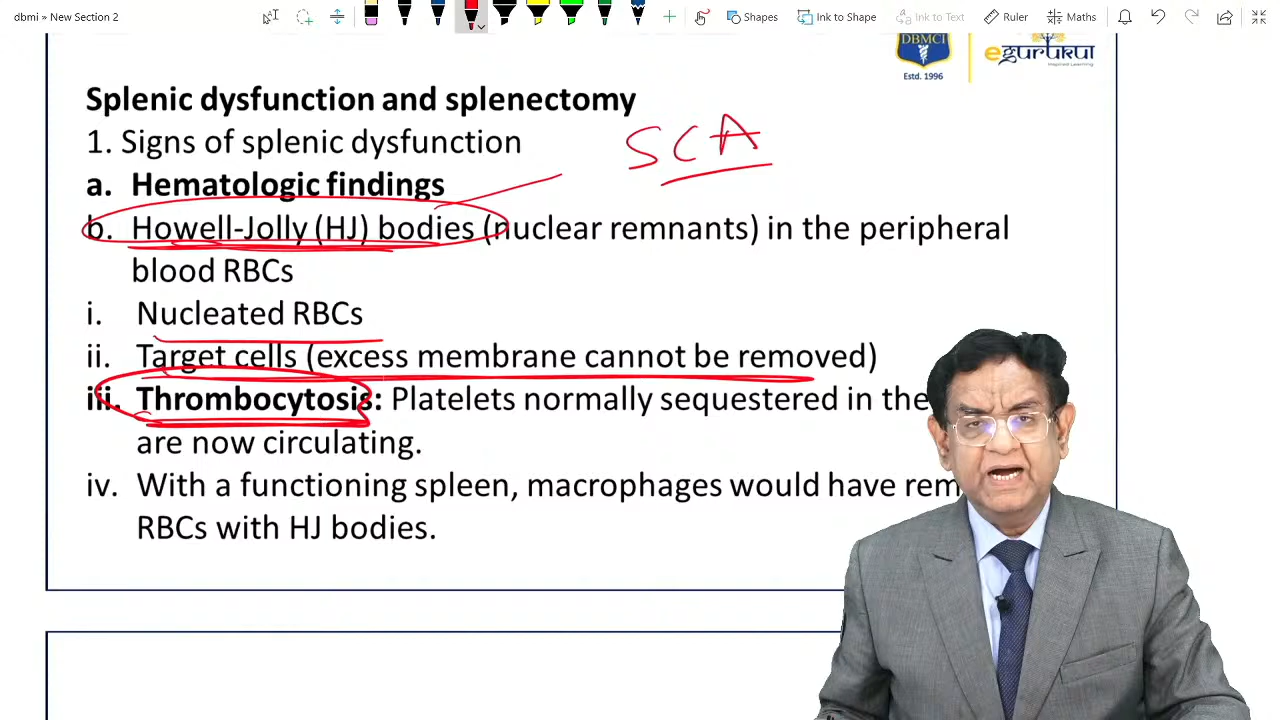 dbmi » New Section 2
Shapes
Ink to Shape
Ink to Text
Ruler
Maths
DBMCI
Estd. 1996
egurukul
Splenic dysfunction and splenectomy
1. Signs of splenic dysfunction
SCA
a. Hematologic findings
b. Howell-Jolly (HJ) bodies (nuclear remnants) in the peripheral
blood RBCs
i. Nucleated RBCs
ii. Target cells (excess membrane cannot be removed)
iii. Thrombocytosis: Platelets normally sequestered in the
are now circulating.
iv. With a functioning spleen, macrophages would have rem
RBCs with HJ bodies.